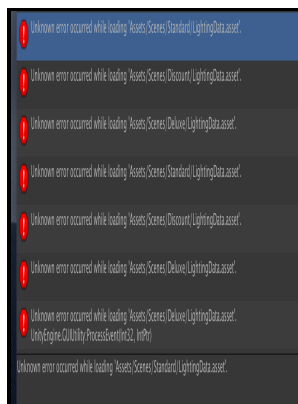 Unknown error occurred while loading 'Assets/Scenes/Standard/LightingData.asset'.
Unknown error occurred while loading 'Assets/Scenes/Discount/LightingData.asset'.
Unknown error occurred while loading 'Assets/Scenes/Deluxe/LightingData.asset'.
Unknown error occurred while loading 'Assets/Scenes/Standard/LightingData.asset'.
Unknown error occurred while loading 'Assets/Scenes/Discount/LightingData.asset'.
Unknown error occurred while loading 'Assets/Scenes/Deluxe/LightingData.asset'.
Unknown error occurred while loading 'Assets/Scenes/Deluxe/LightingData.asset'.
UnityEngine.GUIUtility:ProcessEvent(Int32, IntPtr)
Unknown error occurred while loading 'Assets/Scenes/Standard/LightingData.asset'.